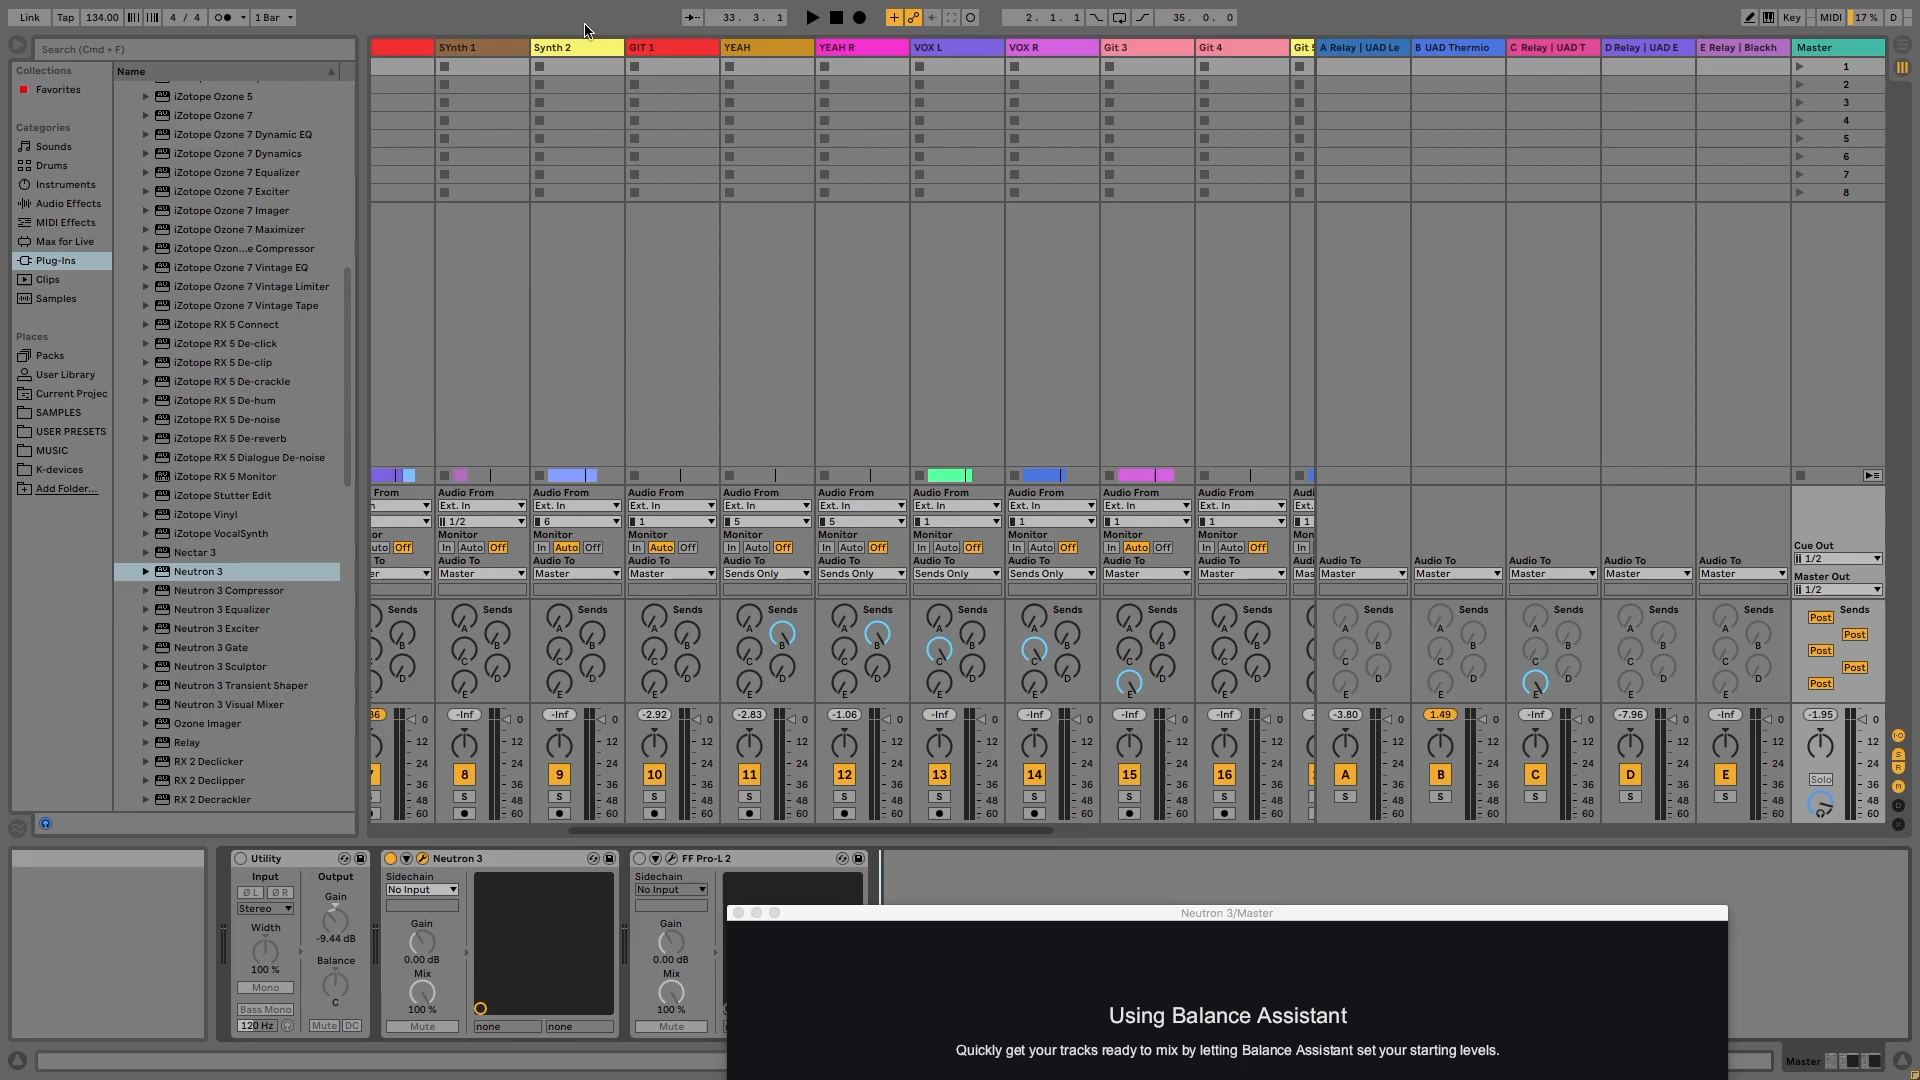 Link Tap 134.00 4 / 4 1 Bar 33. 3. 1 2. 1. 1 35. 0. 0 Key MIDI 17 % D
Search (Cmd + F)
Collections
Favorites
Categories
Sounds
Drums
Instruments
Audio Effects
MIDI Effects
Max for Live
Plug-Ins
Clips
Samples
Places
Packs
User Library
Current Projec
SAMPLES
USER PRESETS
MUSIC
K-devices
Add Folder...
Name
iZotope Ozone 5
iZotope Ozone 7
iZotope Ozone 7 Dynamic EQ
iZotope Ozone 7 Dynamics
iZotope Ozone 7 Equalizer
iZotope Ozone 7 Exciter
iZotope Ozone 7 Imager
iZotope Ozone 7 Maximizer
iZotope Ozon...e Compressor
iZotope Ozone 7 Vintage EQ
iZotope Ozone 7 Vintage Limiter
iZotope Ozone 7 Vintage Tape
iZotope RX 5 Connect
iZotope RX 5 De-click
iZotope RX 5 De-clip
iZotope RX 5 De-crackle
iZotope RX 5 De-hum
iZotope RX 5 De-noise
iZotope RX 5 De-reverb
iZotope RX 5 Dialogue De-noise
iZotope RX 5 Monitor
iZotope Stutter Edit
iZotope Vinyl
iZotope VocalSynth
Nectar 3
Neutron 3
Neutron 3 Compressor
Neutron 3 Equalizer
Neutron 3 Exciter
Neutron 3 Gate
Neutron 3 Sculptor
Neutron 3 Transient Shaper
Neutron 3 Visual Mixer
Ozone Imager
Relay
RX 2 Declicker
RX 2 Declipper
RX 2 Decrackler
SYnth 1 Synth 2 GIT 1 YEAH YEAH R VOX L VOX R Git 3 Git 4 Git A Relay | UAD Le B UAD Thermio C Relay | UAD T D Relay | UAD E E Relay | Blackh Master
1
2
3
4
5
6
7
8
From Audio From Audio From Audio From Audio From Audio From Audio From Audio From Audio From Audio From Audi
Ext. In Ext. In Ext. In Ext. In Ext. In Ext. In Ext. In Ext. In Ext. In Ext.
1/2 6 1 5 5 1 1 1 1 1
Monitor Monitor Monitor Monitor Monitor Monitor Monitor Monitor Monitor Mon
uto Off In Auto Off In Auto Off In Auto Off In Auto Off In Auto Off In Auto Off In Auto Off In Auto Off In Auto Off In
Cue Out
1/2
To Audio To Audio To Audio To Audio To Audio To Audio To Audio To Audio To Audio To Audi Audio To Audio To Audio To Audio To Audio To
er Master Master Master Sends Only Sends Only Sends Only Sends Only Master Master Mas Master Master Master Master Master
Master Out
1/2
Sends Sends Sends Sends Sends Sends Sends Sends Sends Sends Sends Sends Sends Sends Sends Sends
A A A A A A A A A A A A A A
B B B B B B B B B B B B B B B
C C C C C C C C C C C C C C
D D D D D D D D D D D D D D D
E E E E E E E E E E E E E E
Post
Post
Post
Post
Post
36 -Inf -Inf -2.92 -2.83 -1.06 -Inf -Inf -Inf -Inf -3.80 1.49 -Inf -7.96 -Inf -1.95
0 12 24 36 48 60
7 8 9 10 11 12 13 14 15 16 A B C D E
S S S S S S S S S S S S S S
Solo
Utility
Input Output
Ø L Ø R
Gain
Stereo
-9.44 dB
Width
100 %
Balance
C
Mono
Bass Mono
120 Hz Mute DC
Neutron 3
Sidechain
No Input
Gain
0.00 dB
Mix
100 %
Mute
none none
FF Pro-L 2
Sidechain
No Input
Gain
0.00 dB
Mix
100 %
Mute
Neutron 3/Master
Using Balance Assistant
Quickly get your tracks ready to mix by letting Balance Assistant set your starting levels.
Master